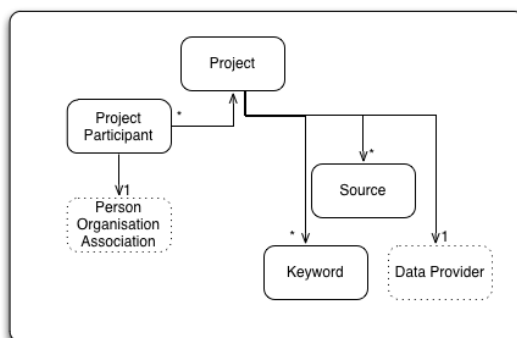 Project
Project
Participant
*
*
1
Person
Organisation
Association
Source
*
1
Keyword
Data Provider